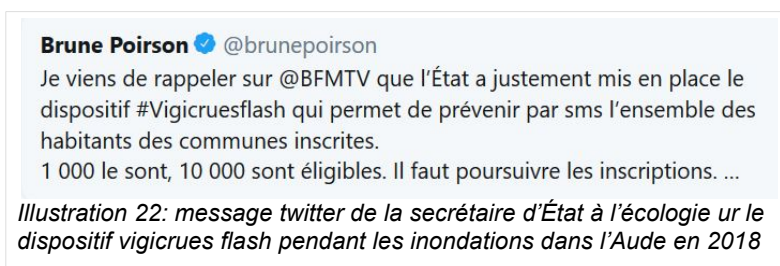 Brune Poirson @brunepoirson
Je viens de rappeler sur @BFMTV que l'État a justement mis en place le
dispositif #Vigicruesflash qui permet de prévenir par sms l'ensemble des
habitants des communes inscrites.
1 000 le sont, 10 000 sont éligibles. Il faut poursuivre les inscriptions. ...
Illustration 22: message twitter de la secrétaire d'État à l'écologie ur le
dispositif vigicrues flash pendant les inondations dans l'Aude en 2018